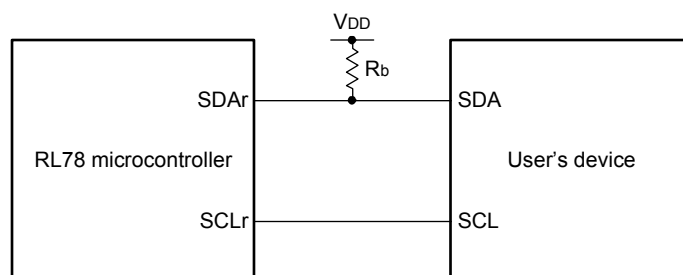 VDD
Rb
SDAr
SDA
RL78 microcontroller
User's device
SCLr
SCL